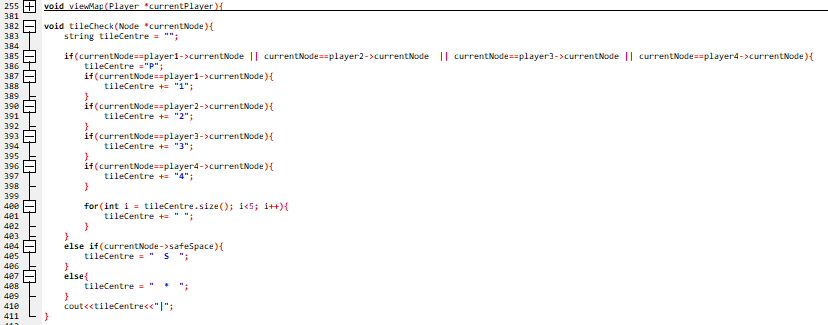 255 void viewMap(Player *currentPlayer){
381
382 void tileCheck(Node *currentNode){
383 string tileCentre = "";
384
385 if(currentNode==player1->currentNode || currentNode==player2->currentNode  || currentNode==player3->currentNode || currentNode==player4->currentNode){
386 tileCentre ="P";
387 if(currentNode==player1->currentNode){
388 tileCentre += "1";
389 }
390 if(currentNode==player2->currentNode){
391 tileCentre += "2";
392 }
393 if(currentNode==player3->currentNode){
394 tileCentre += "3";
395 }
396 if(currentNode==player4->currentNode){
397 tileCentre += "4";
398 }
399
400 for(int i = tileCentre.size(); i<5; i++){
401 tileCentre += " ";
402 }
403 }
404 else if(currentNode->safeSpace){
405 tileCentre = "  S  ";
406 }
407 else{
408 tileCentre = "  *  ";
409 }
410 cout<<tileCentre<<"|";
411 }